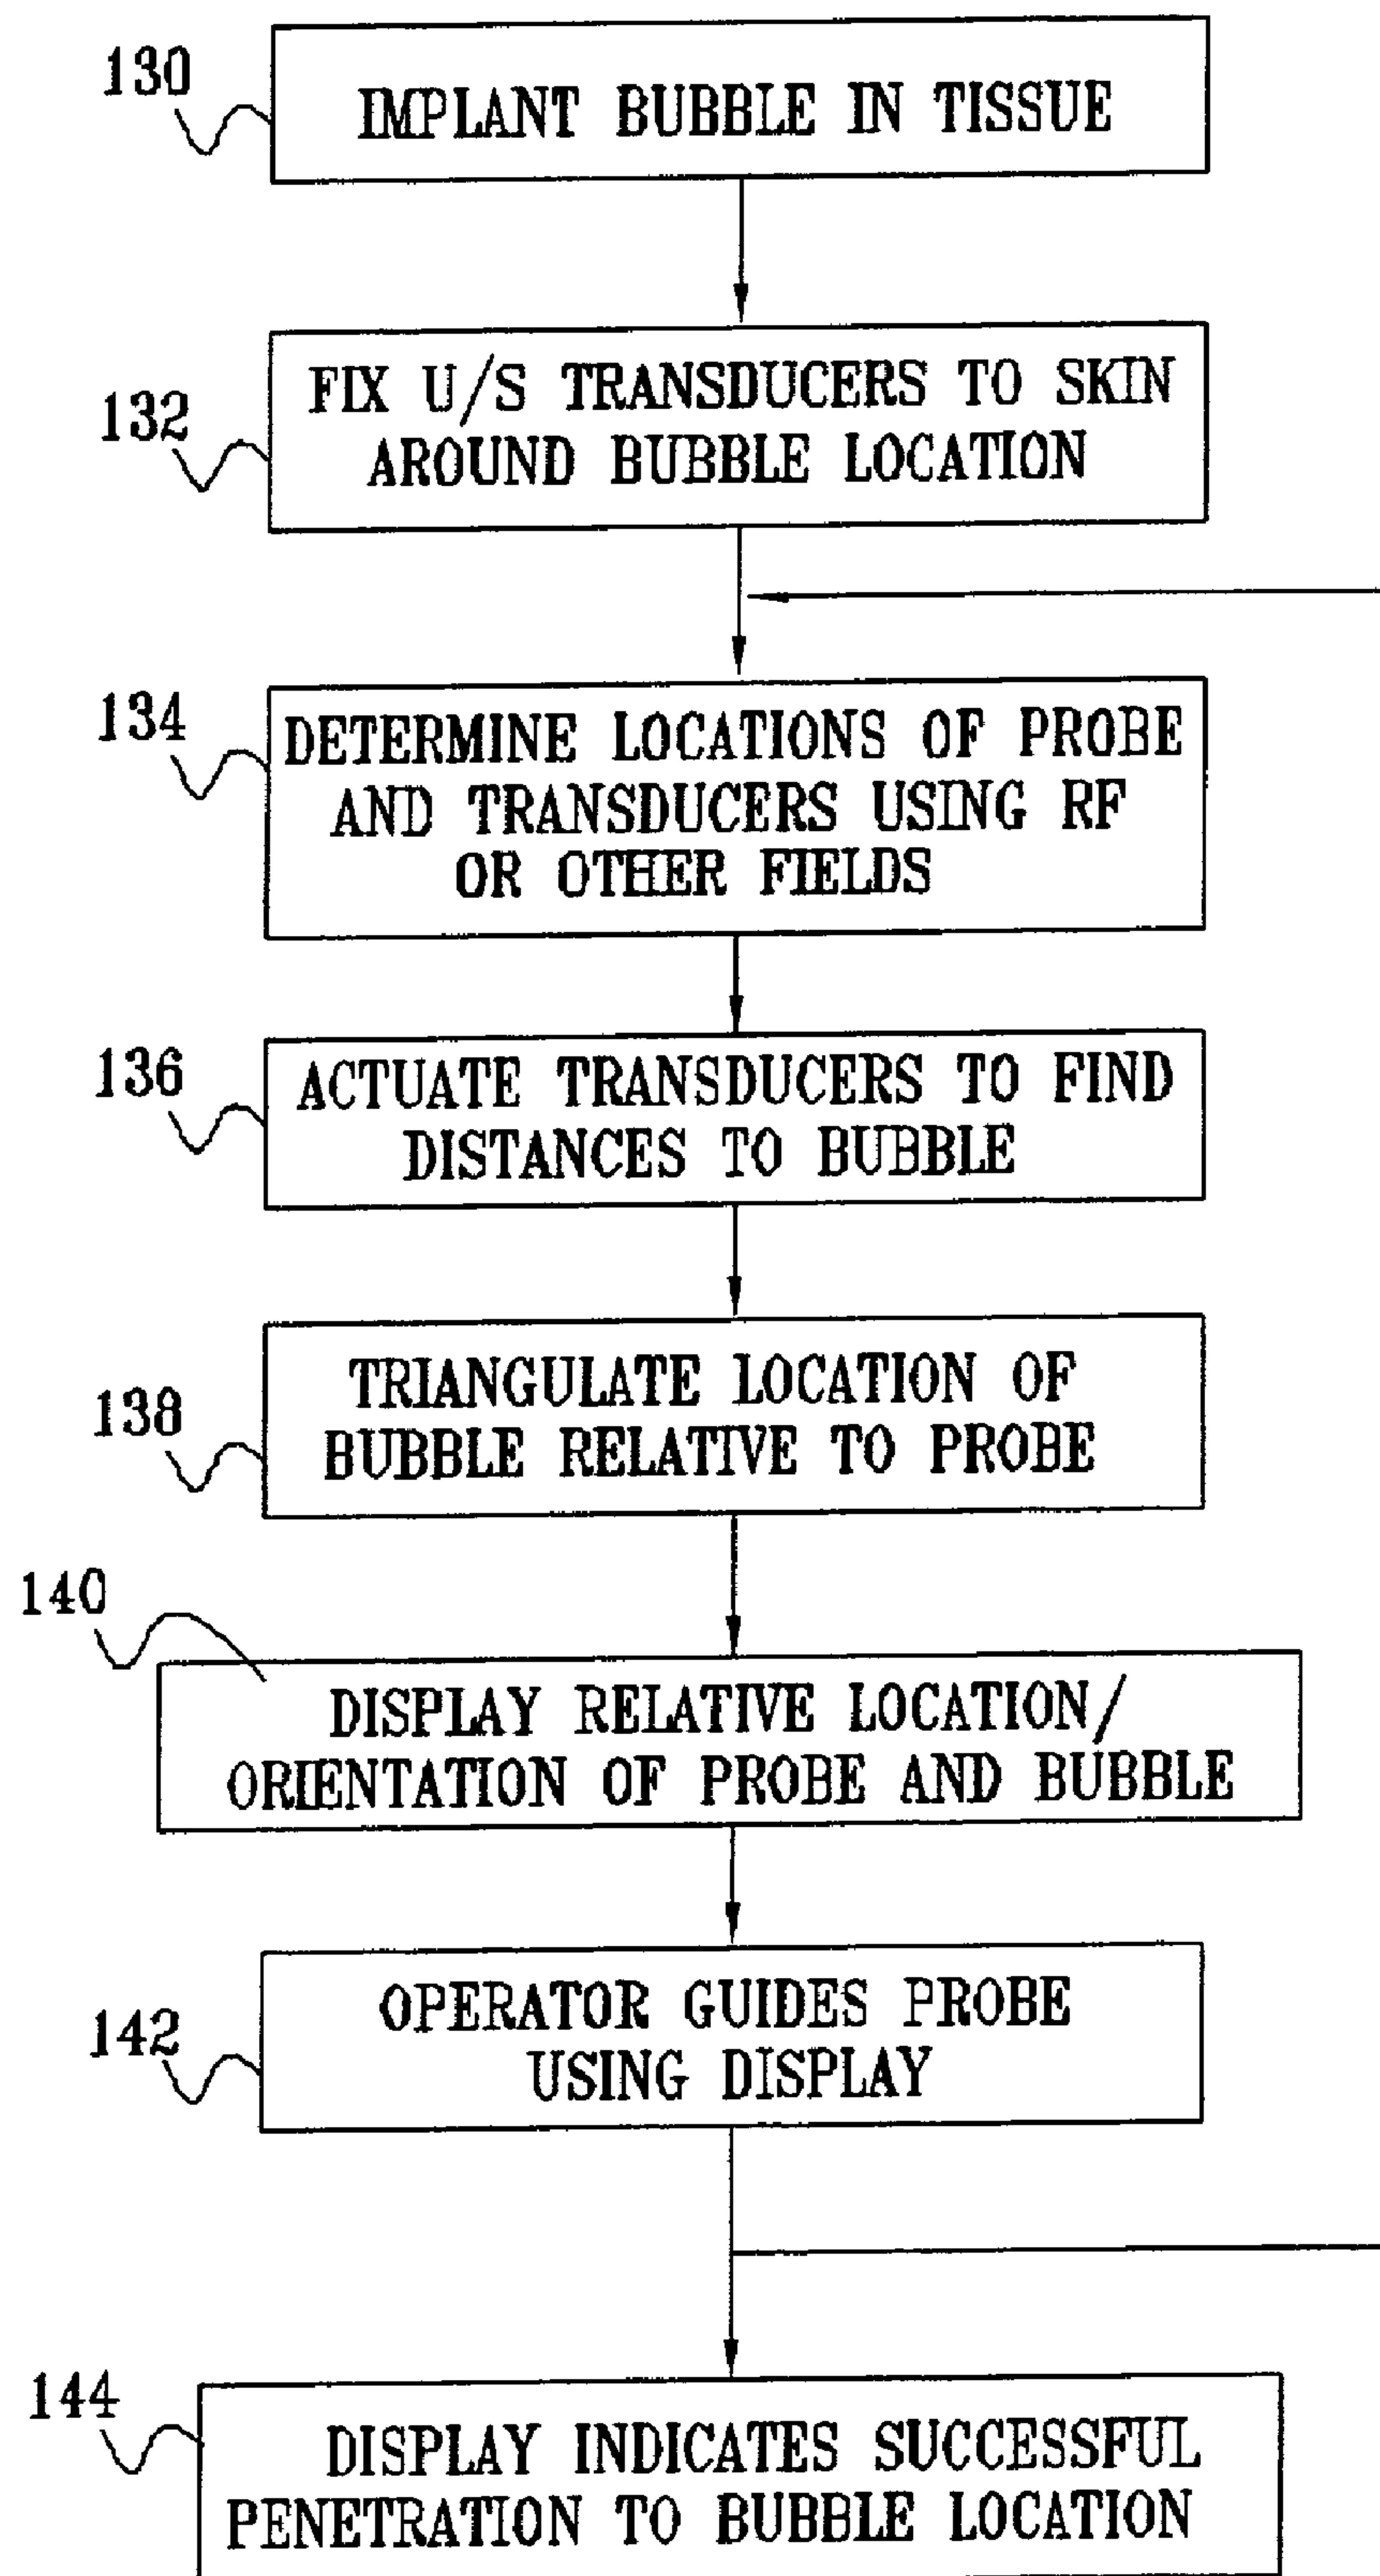 130
IMPLANT BUBBLE IN TISSUE
132
FIX U/S TRANSDUCERS TO SKIN
AROUND BUBBLE LOCATION
134
DETERMINE LOCATIONS OF PROBE
AND TRANSDUCERS USING RF
OR OTHER FIELDS
136
ACTUATE TRANSDUCERS TO FIND
DISTANCES TO BUBBLE
138
TRIANGULATE LOCATION OF
BUBBLE RELATIVE TO PROBE
140
DISPLAY RELATIVE LOCATION/
ORIENTATION OF PROBE AND BUBBLE
142
OPERATOR GUIDES PROBE
USING DISPLAY
144
DISPLAY INDICATES SUCCESSFUL
PENETRATION TO BUBBLE LOCATION